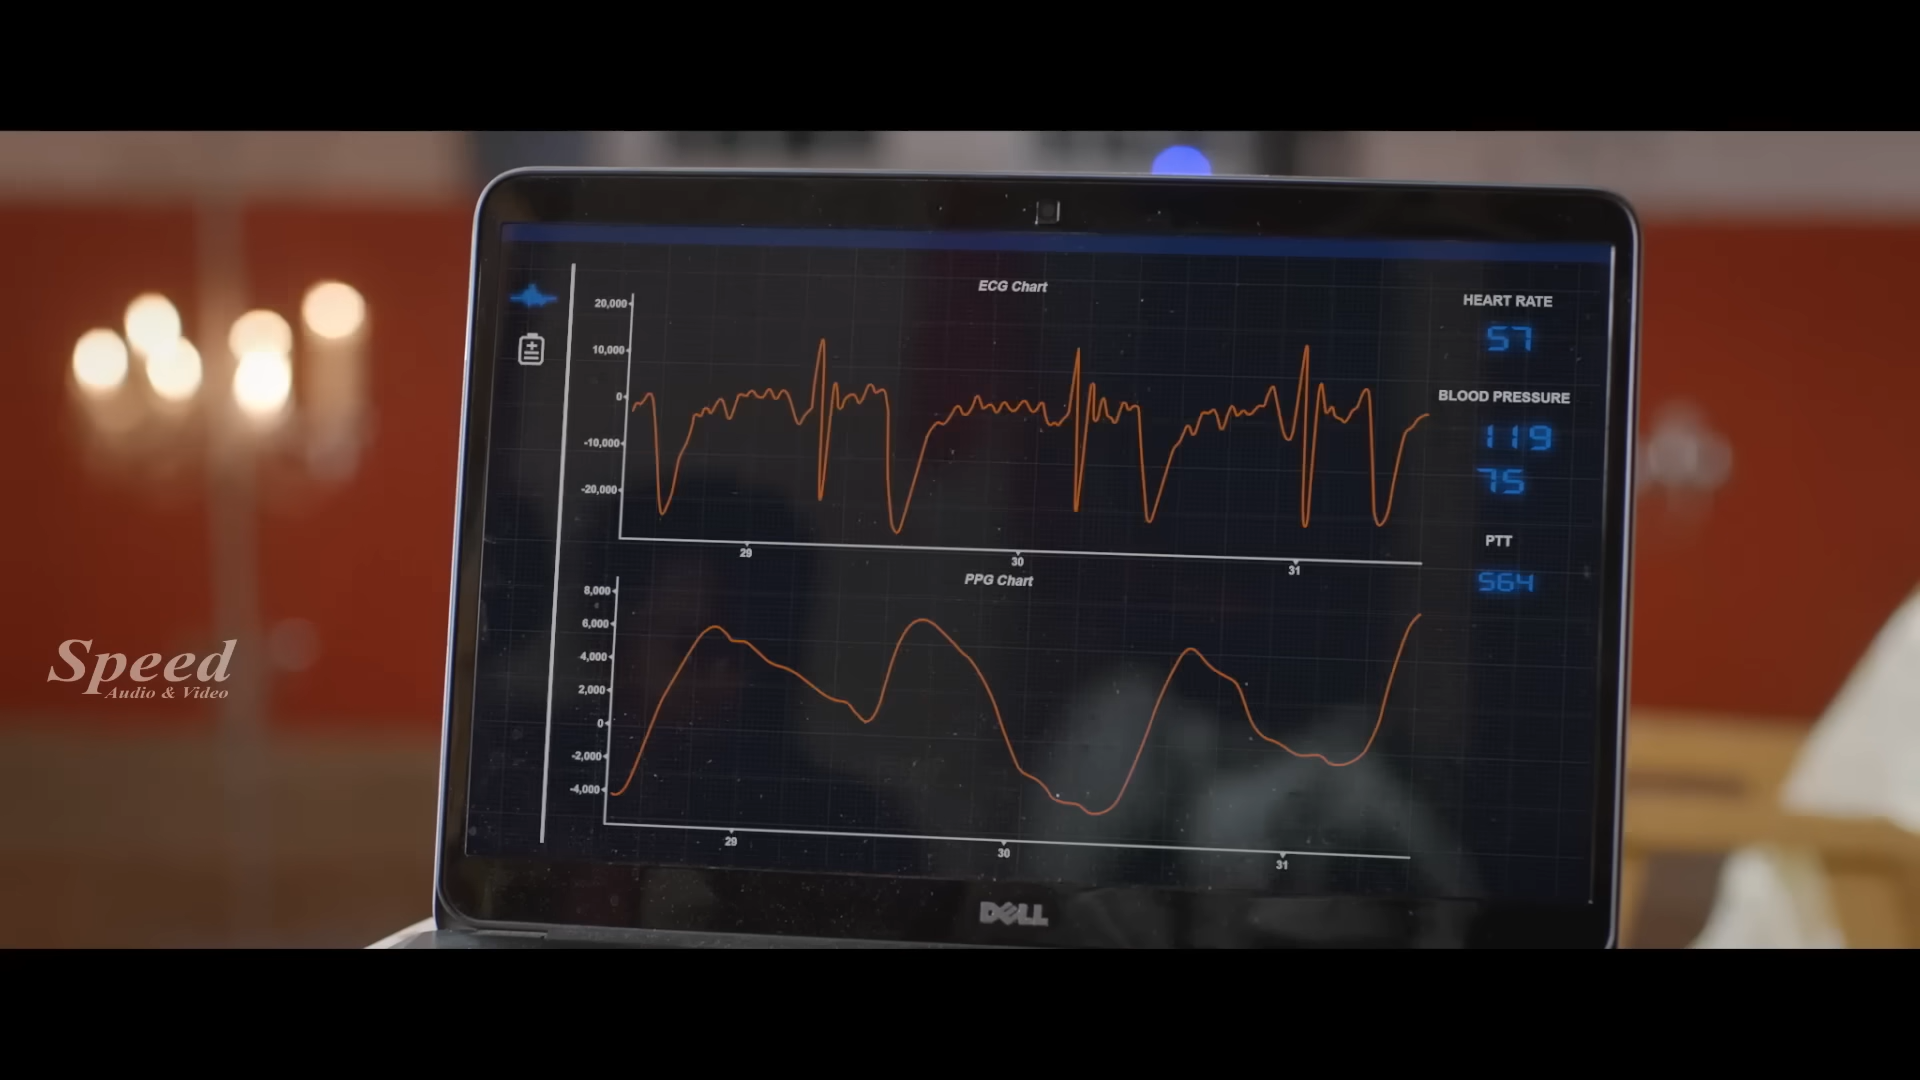 ECG Chart
20,000
10,000
0
-10,000
-20,000
29
30
31
PPG Chart
8,000
6,000
4,000
2,000
0
-2,000
-4,000
29
30
31
HEART RATE
57
BLOOD PRESSURE
119
75
PTT
564
DELL
Speed
Audio & Video